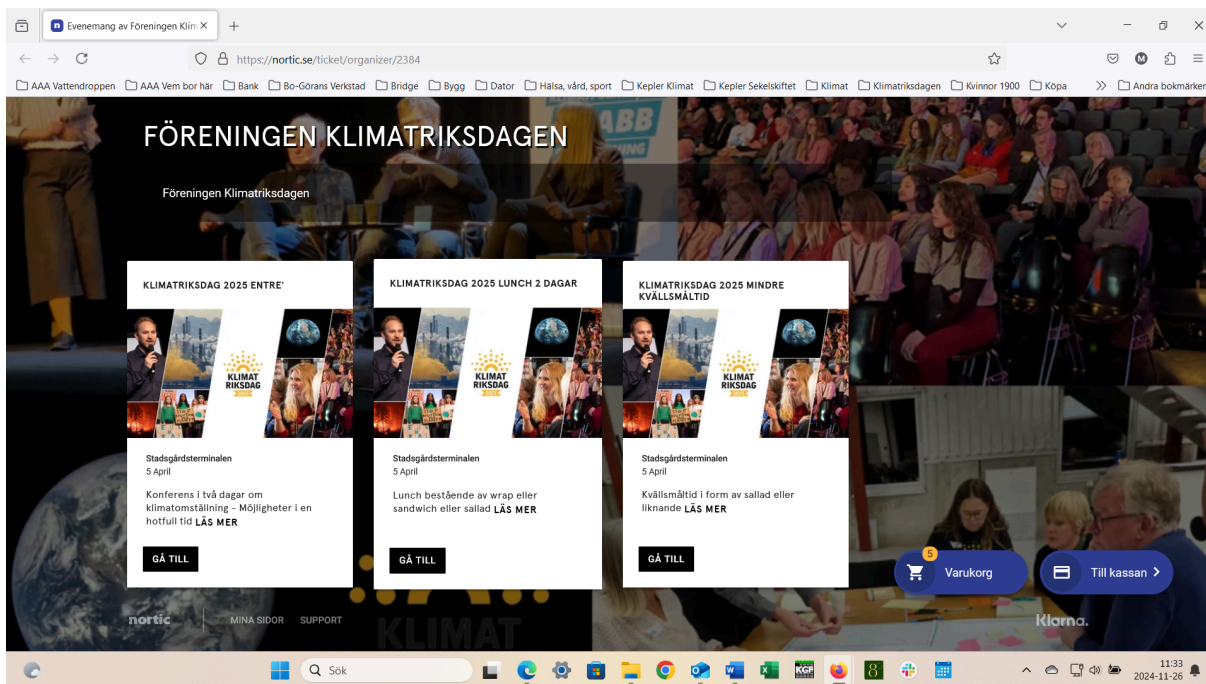 Evenemang av Föreningen Klim
https://nortic.se/ticket/organizer/2384
AAA Vattendroppen AAA Vem bor här Bank Bo-Görans Verkstad Bridge Bygg Dator Hälsa, vård, sport Kepler Klimat Kepler Sekelskiftet Klimat Klimatriksdagen Kvinnor 1900 Köpa Andra bokmärken
FÖRENINGEN KLIMATRIKSDAGEN
Föreningen Klimatriksdagen
KLIMATRIKSDAG 2025 ENTRE'
KLIMAT
RIKSDAG
2025
Stadsgårdsterminalen
5 April
Konferens i två dagar om
klimatomställning - Möjligheter i en
hotfull tid LÄS MER
GÅ TILL
KLIMATRIKSDAG 2025 LUNCH 2 DAGAR
KLIMAT
RIKSDAG
2025
Stadsgårdsterminalen
5 April
Lunch bestående av wrap eller
sandwich eller sallad LÄS MER
GÅ TILL
KLIMATRIKSDAG 2025 MINDRE
KVÄLLSMÅLTID
KLIMAT
RIKSDAG
2025
Stadsgårdsterminalen
5 April
Kvällsmåltid i form av sallad eller
liknande LÄS MER
GÅ TILL
5
Varukorg
Till kassan
nortic MINA SIDOR SUPPORT
KLIMAT
Klarna.
Sök
KGF
11:33
2024-11-26